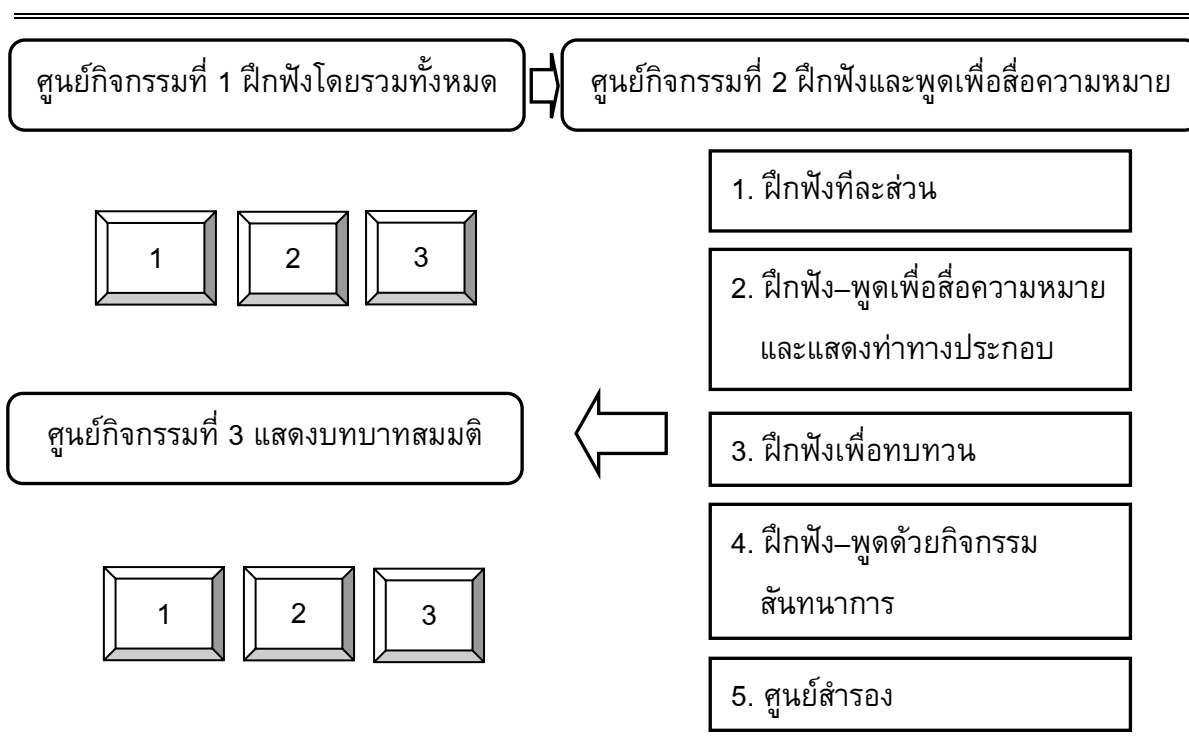 ศูนย์กิจกรรมที่ 1 ฝึกฟังโดยรวมทั้งหมด
ศูนย์กิจกรรมที่ 2 ฝึกฟังและพูดเพื่อสื่อความหมาย
1 2 3
1. ฝึกฟังทีละส่วน
2. ฝึกฟัง–พูดเพื่อสื่อความหมาย
และแสดงท่าทางประกอบ
3. ฝึกฟังเพื่อทบทวน
4. ฝึกฟัง–พูดด้วยกิจกรรม
สันทนาการ
5. ศูนย์สำรอง
ศูนย์กิจกรรมที่ 3 แสดงบทบาทสมมติ
1 2 3